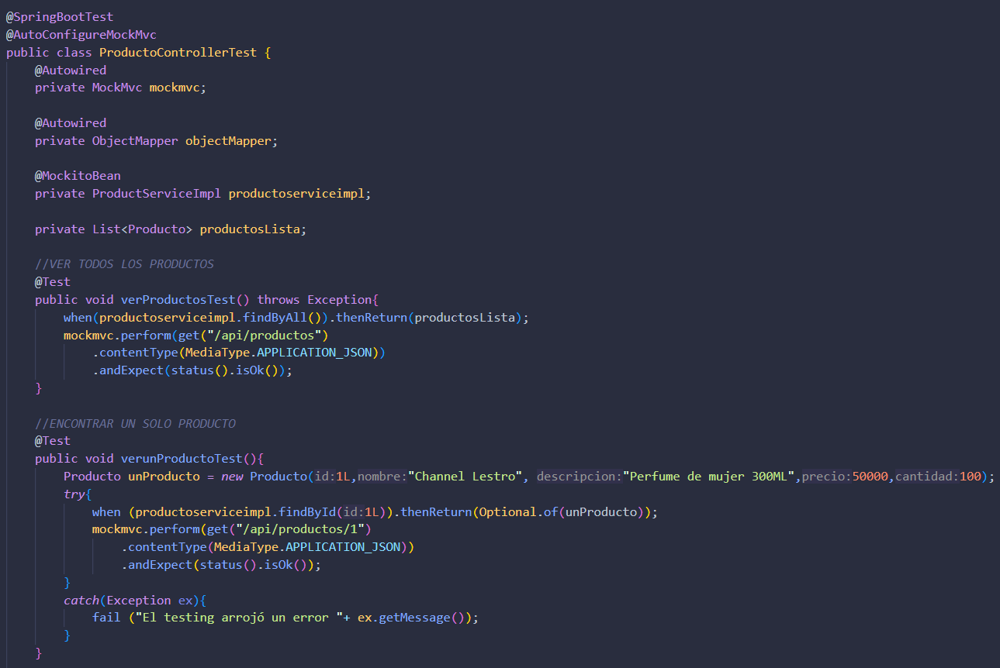 @SpringBootTest
@AutoConfigureMockMvc
public class ProductoControllerTest {
@Autowired
private MockMvc mockmvc;
@Autowired
private ObjectMapper objectMapper;
@MockitoBean
private ProductServiceImpl productoserviceimpl;
private List<Producto> productosLista;
//VER TODOS LOS PRODUCTOS
@Test
public void verProductosTest() throws Exception{
when(productoserviceimpl.findByAll()).thenReturn(productosLista);
mockmvc.perform(get("/api/productos")
.contentType(MediaType.APPLICATION_JSON))
.andExpect(status().isOk());
}
//ENCONTRAR UN SOLO PRODUCTO
@Test
public void verunProductoTest(){
Producto unProducto = new Producto(id:1L,nombre:"Channel Lestro", descripcion:"Perfume de mujer 300ML",precio:50000,cantidad:100);
try{
when (productoserviceimpl.findById(id:1L)).thenReturn(Optional.of(unProducto));
mockmvc.perform(get("/api/productos/1")
.contentType(MediaType.APPLICATION_JSON))
.andExpect(status().isOk());
}
catch(Exception ex){
fail ("El testing arrojó un error "+ ex.getMessage());
}
}